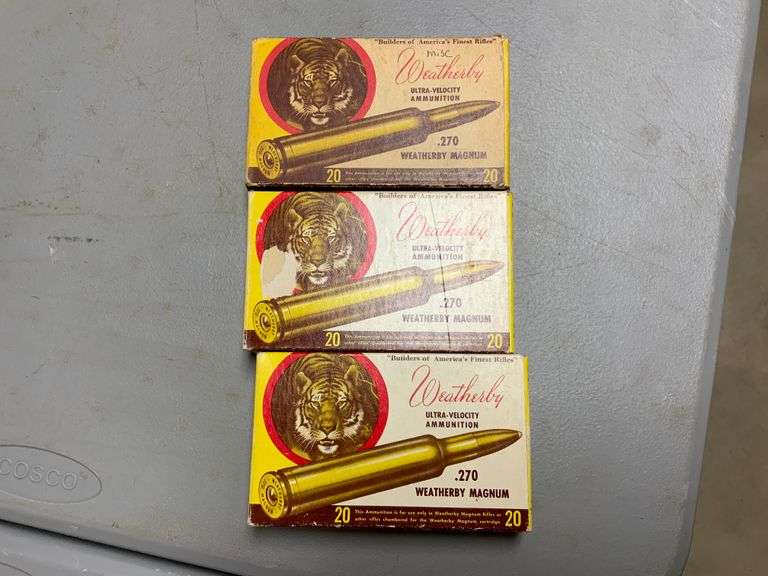 "Builders of America's Finest Rifles"
MISC
Weatherby
ULTRA-VELOCITY
AMMUNITION
.270
WEATHERBY MAGNUM
20 20
"Builders of America's Finest Rifles"
Weatherby
ULTRA-VELOCITY
AMMUNITION
.270
WEATHERBY MAGNUM
20 20
"Builders of America's Finest Rifles"
Weatherby
ULTRA-VELOCITY
AMMUNITION
.270
WEATHERBY MAGNUM
20 This Ammunition is for use only in Weatherby Magnum Rifles or 20
other rifles chambered for the Weatherby Magnum cartridge
COSCO